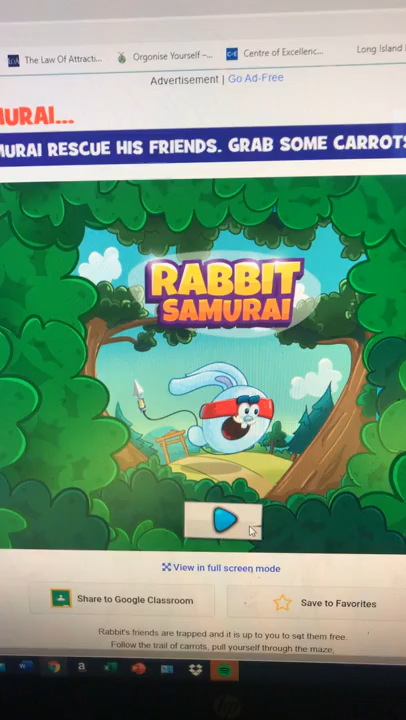 The Law Of Attracti...
Orgonise Yourself –...
Centre of Excellenc...
Long Island
Advertisement | Go Ad-Free
MURAI...
MURAI RESCUE HIS FRIENDS. GRAB SOME CARROTS
RABBIT
SAMURAI
View in full screen mode
Share to Google Classroom
Save to Favorites
Rabbit's friends are trapped and it is up to you to set them free.
Follow the trail of carrots, pull yourself through the maze,